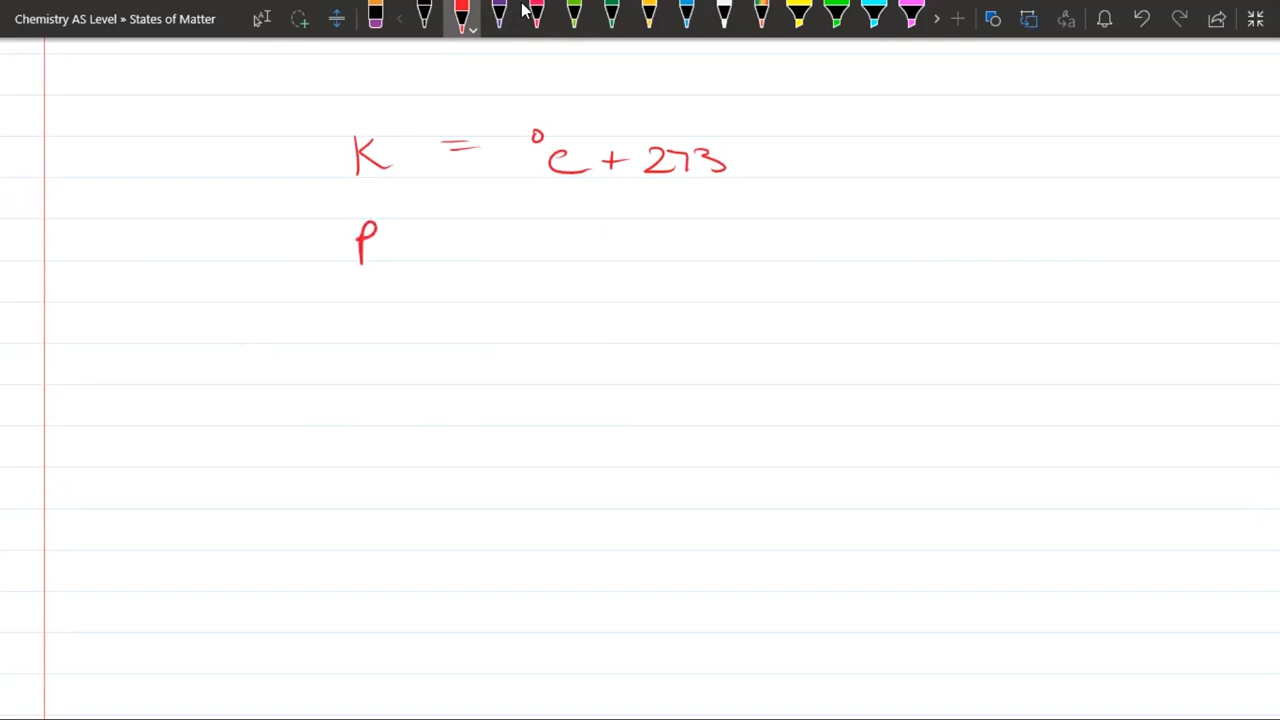 Chemistry AS Level » States of Matter
K = °C + 273
P